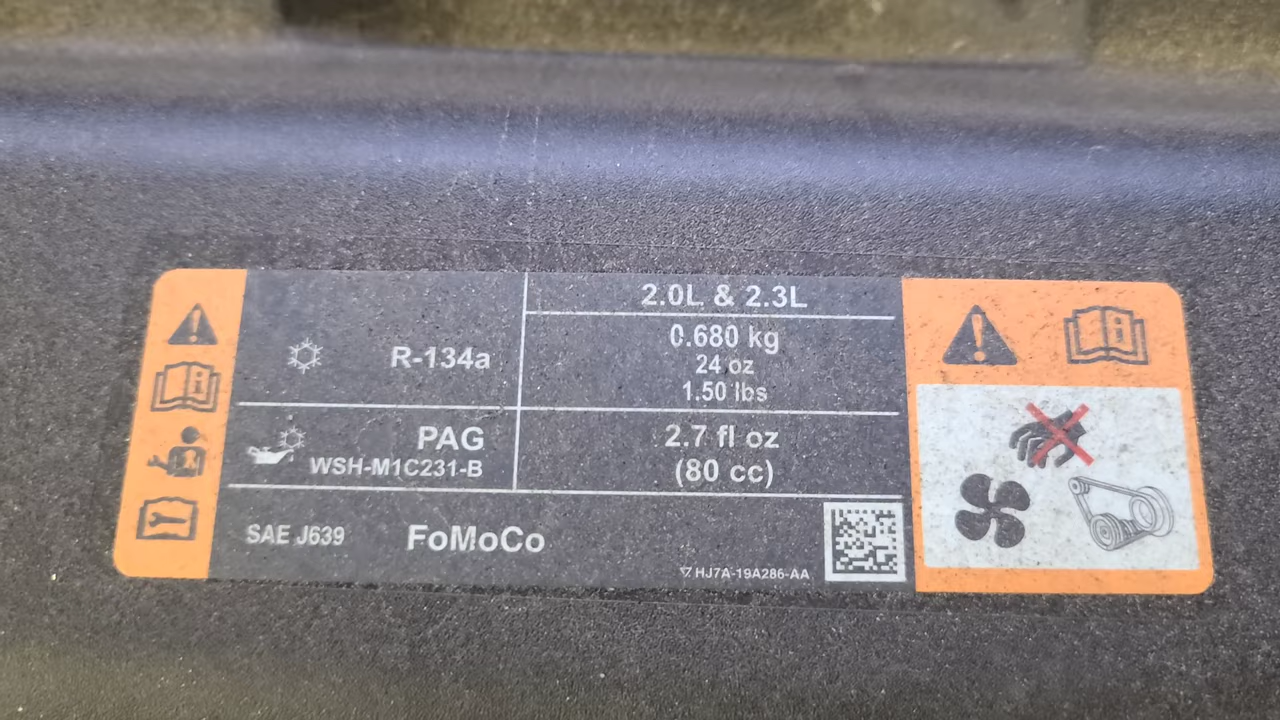 2.0L & 2.3L
R-134a
0.680 kg
24 oz
1.50 lbs
PAG
WSH-M1C231-B
2.7 fl oz
(80 cc)
SAE J639
FoMoCo
HJ7A-19A286-AA